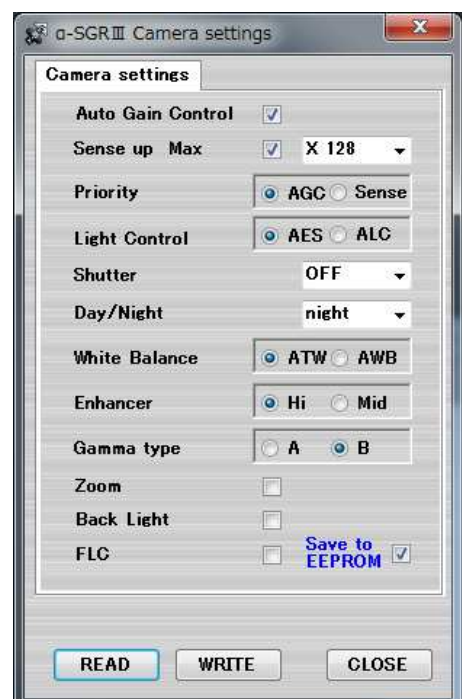 α-SGRⅢ Camera settings
Camera settings
Auto Gain Control
Sense up Max X 128
Priority AGC Sense
Light Control AES ALC
Shutter OFF
Day/Night night
White Balance ATW AWB
Enhancer Hi Mid
Gamma type A B
Zoom
Back Light
FLC Save to
EEPROM
READ WRITE CLOSE